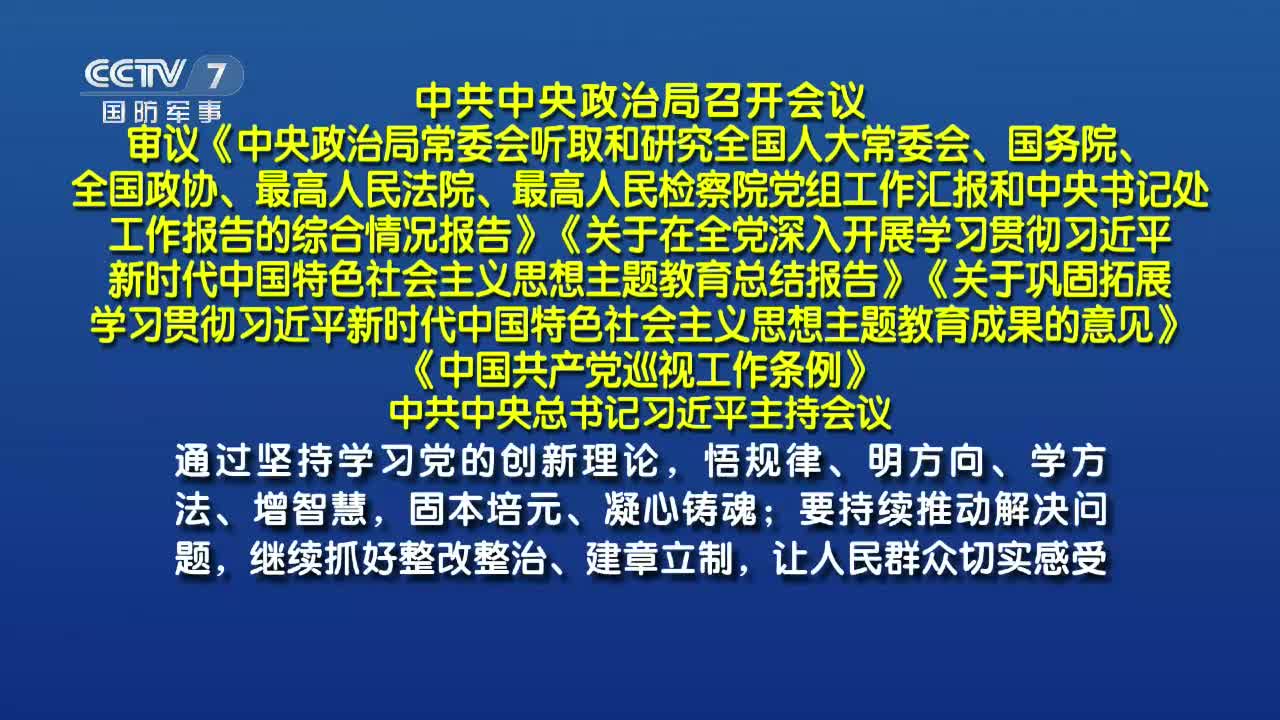 CCTV 7
国防军事
中共中央政治局召开会议
审议《中央政治局常委会听取和研究全国人大常委会、国务院、
全国政协、最高人民法院、最高人民检察院党组工作汇报和中央书记处
工作报告的综合情况报告》《关于在全党深入开展学习贯彻习近平
新时代中国特色社会主义思想主题教育总结报告》《关于巩固拓展
学习贯彻习近平新时代中国特色社会主义思想主题教育成果的意见》
《中国共产党巡视工作条例》
中共中央总书记习近平主持会议
通过坚持学习党的创新理论，悟规律、明方向、学方
法、增智慧，固本培元、凝心铸魂；要持续推动解决问
题，继续抓好整改整治、建章立制，让人民群众切实感受